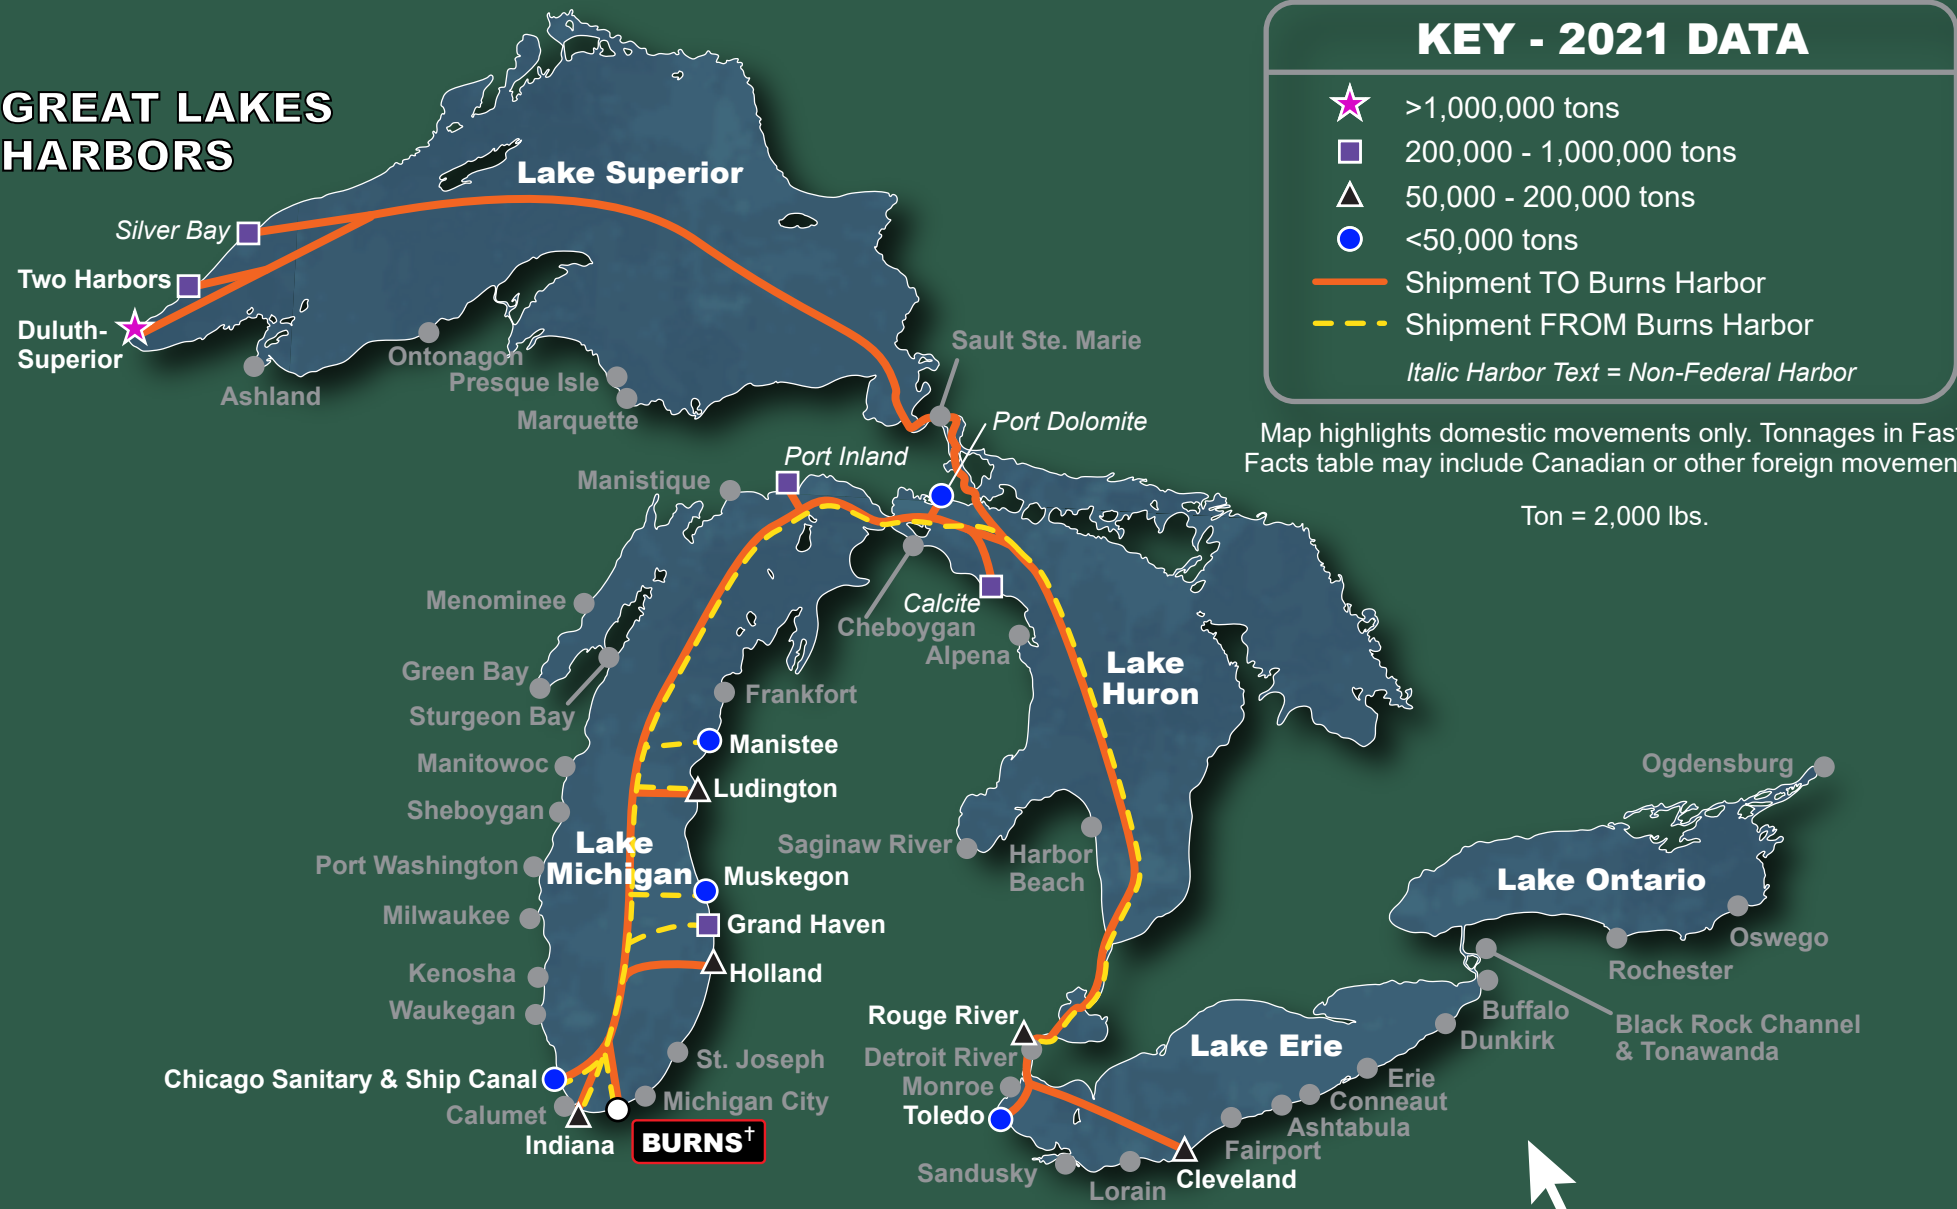 GREAT LAKES
HARBORS
KEY - 2021 DATA
>1,000,000 tons
200,000 - 1,000,000 tons
50,000 - 200,000 tons
<50,000 tons
Shipment TO Burns Harbor
Shipment FROM Burns Harbor
Italic Harbor Text = Non-Federal Harbor
Map highlights domestic movements only. Tonnages in Fas
Facts table may include Canadian or other foreign movemen
Ton = 2,000 lbs.
Lake Superior
Silver Bay
Two Harbors
Duluth-
Superior
Ashland
Ontonagon
Presque Isle
Marquette
Sault Ste. Marie
Port Dolomite
Port Inland
Manistique
Menominee
Green Bay
Sturgeon Bay
Manitowoc
Sheboygan
Port Washington
Milwaukee
Kenosha
Waukegan
Chicago Sanitary & Ship Canal
Calumet
Indiana
BURNS†
Michigan City
St. Joseph
Holland
Grand Haven
Muskegon
Ludington
Manistee
Frankfort
Lake
Michigan
Calcite
Cheboygan
Alpena
Lake
Huron
Saginaw River
Harbor
Beach
Rouge River
Detroit River
Monroe
Toledo
Sandusky
Lorain
Cleveland
Fairport
Ashtabula
Conneaut
Erie
Lake Erie
Dunkirk
Buffalo
Black Rock Channel
& Tonawanda
Lake Ontario
Rochester
Oswego
Ogdensburg